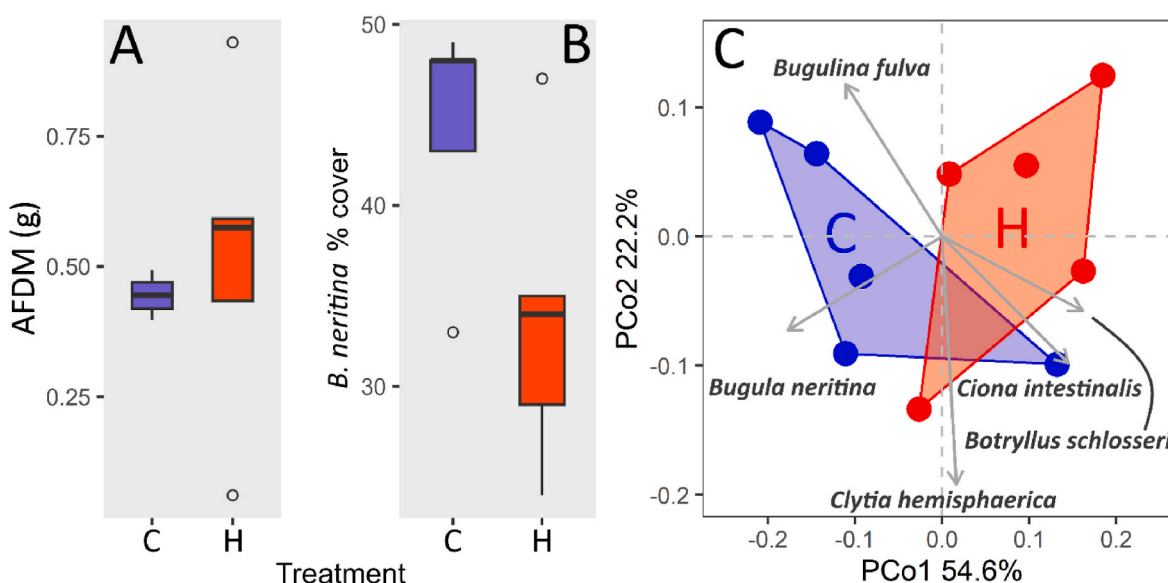 A
AFDM (g)
0.75
0.50
0.25
C
H
B
B. neritina % cover
50
40
30
C
H
Treatment
C
PCo2 22.2%
0.1
0.0
-0.1
-0.2
Bugulina fulva
C
H
Bugula neritina
Ciona intestinalis
Botryllus schlosseri
Clytia hemisphaerica
-0.2
-0.1
0.0
0.1
0.2
PCo1 54.6%